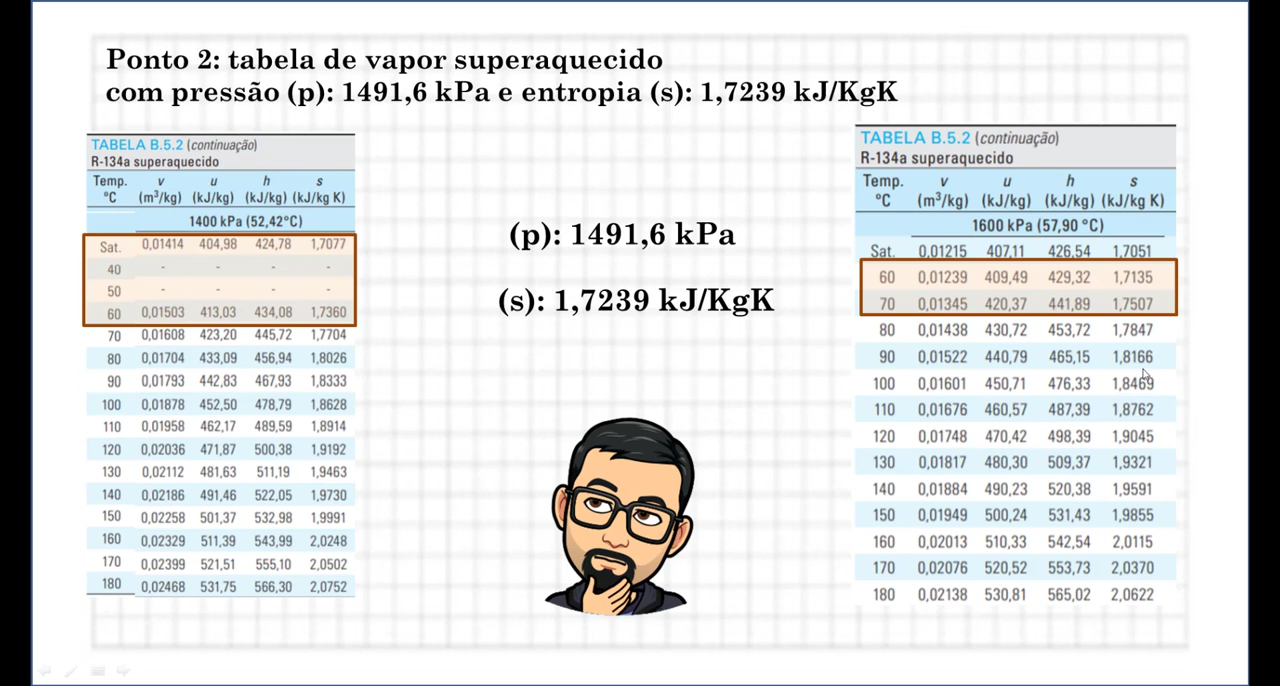 Ponto 2: tabela de vapor superaquecido
com pressão (p): 1491,6 kPa e entropia (s): 1,7239 kJ/KgK
TABELA B.5.2 (continuação)
R-134a superaquecido
Temp. v u h s
°C (m³/kg) (kJ/kg) (kJ/kg) (kJ/kg K)
1400 kPa (52,42°C)
Sat. 0,01414 404,98 424,78 1,7077
40 - - - -
50 - - - -
60 0,01503 413,03 434,08 1,7360
70 0,01608 423,20 445,72 1,7704
80 0,01704 433,09 456,94 1,8026
90 0,01793 442,83 467,93 1,8333
100 0,01878 452,50 478,79 1,8628
110 0,01958 462,17 489,59 1,8914
120 0,02036 471,87 500,38 1,9192
130 0,02112 481,63 511,19 1,9463
140 0,02186 491,46 522,05 1,9730
150 0,02258 501,37 532,98 1,9991
160 0,02329 511,39 543,99 2,0248
170 0,02399 521,51 555,10 2,0502
180 0,02468 531,75 566,30 2,0752
(p): 1491,6 kPa
(s): 1,7239 kJ/KgK
TABELA B.5.2 (continuação)
R-134a superaquecido
Temp. v u h s
°C (m³/kg) (kJ/kg) (kJ/kg) (kJ/kg K)
1600 kPa (57,90 °C)
Sat. 0,01215 407,11 426,54 1,7051
60 0,01239 409,49 429,32 1,7135
70 0,01345 420,37 441,89 1,7507
80 0,01438 430,72 453,72 1,7847
90 0,01522 440,79 465,15 1,8166
100 0,01601 450,71 476,33 1,8469
110 0,01676 460,57 487,39 1,8762
120 0,01748 470,42 498,39 1,9045
130 0,01817 480,30 509,37 1,9321
140 0,01884 490,23 520,38 1,9591
150 0,01949 500,24 531,43 1,9855
160 0,02013 510,33 542,54 2,0115
170 0,02076 520,52 553,73 2,0370
180 0,02138 530,81 565,02 2,0622